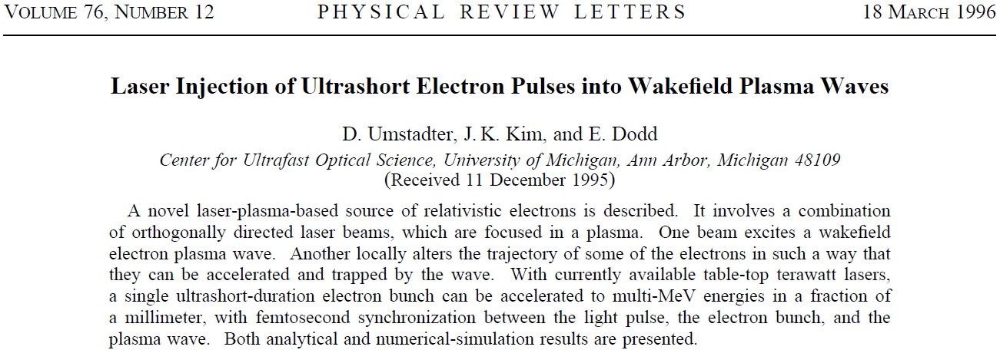 VOLUME 76, NUMBER 12 PHYSICAL REVIEW LETTERS 18 MARCH 1996
Laser Injection of Ultrashort Electron Pulses into Wakefield Plasma Waves
D. Umstadter, J. K. Kim, and E. Dodd
Center for Ultrafast Optical Science, University of Michigan, Ann Arbor, Michigan 48109
(Received 11 December 1995)
A novel laser-plasma-based source of relativistic electrons is described. It involves a combination
of orthogonally directed laser beams, which are focused in a plasma. One beam excites a wakefield
electron plasma wave. Another locally alters the trajectory of some of the electrons in such a way that
they can be accelerated and trapped by the wave. With currently available table-top terawatt lasers,
a single ultrashort-duration electron bunch can be accelerated to multi-MeV energies in a fraction of
a millimeter, with femtosecond synchronization between the light pulse, the electron bunch, and the
plasma wave. Both analytical and numerical-simulation results are presented.